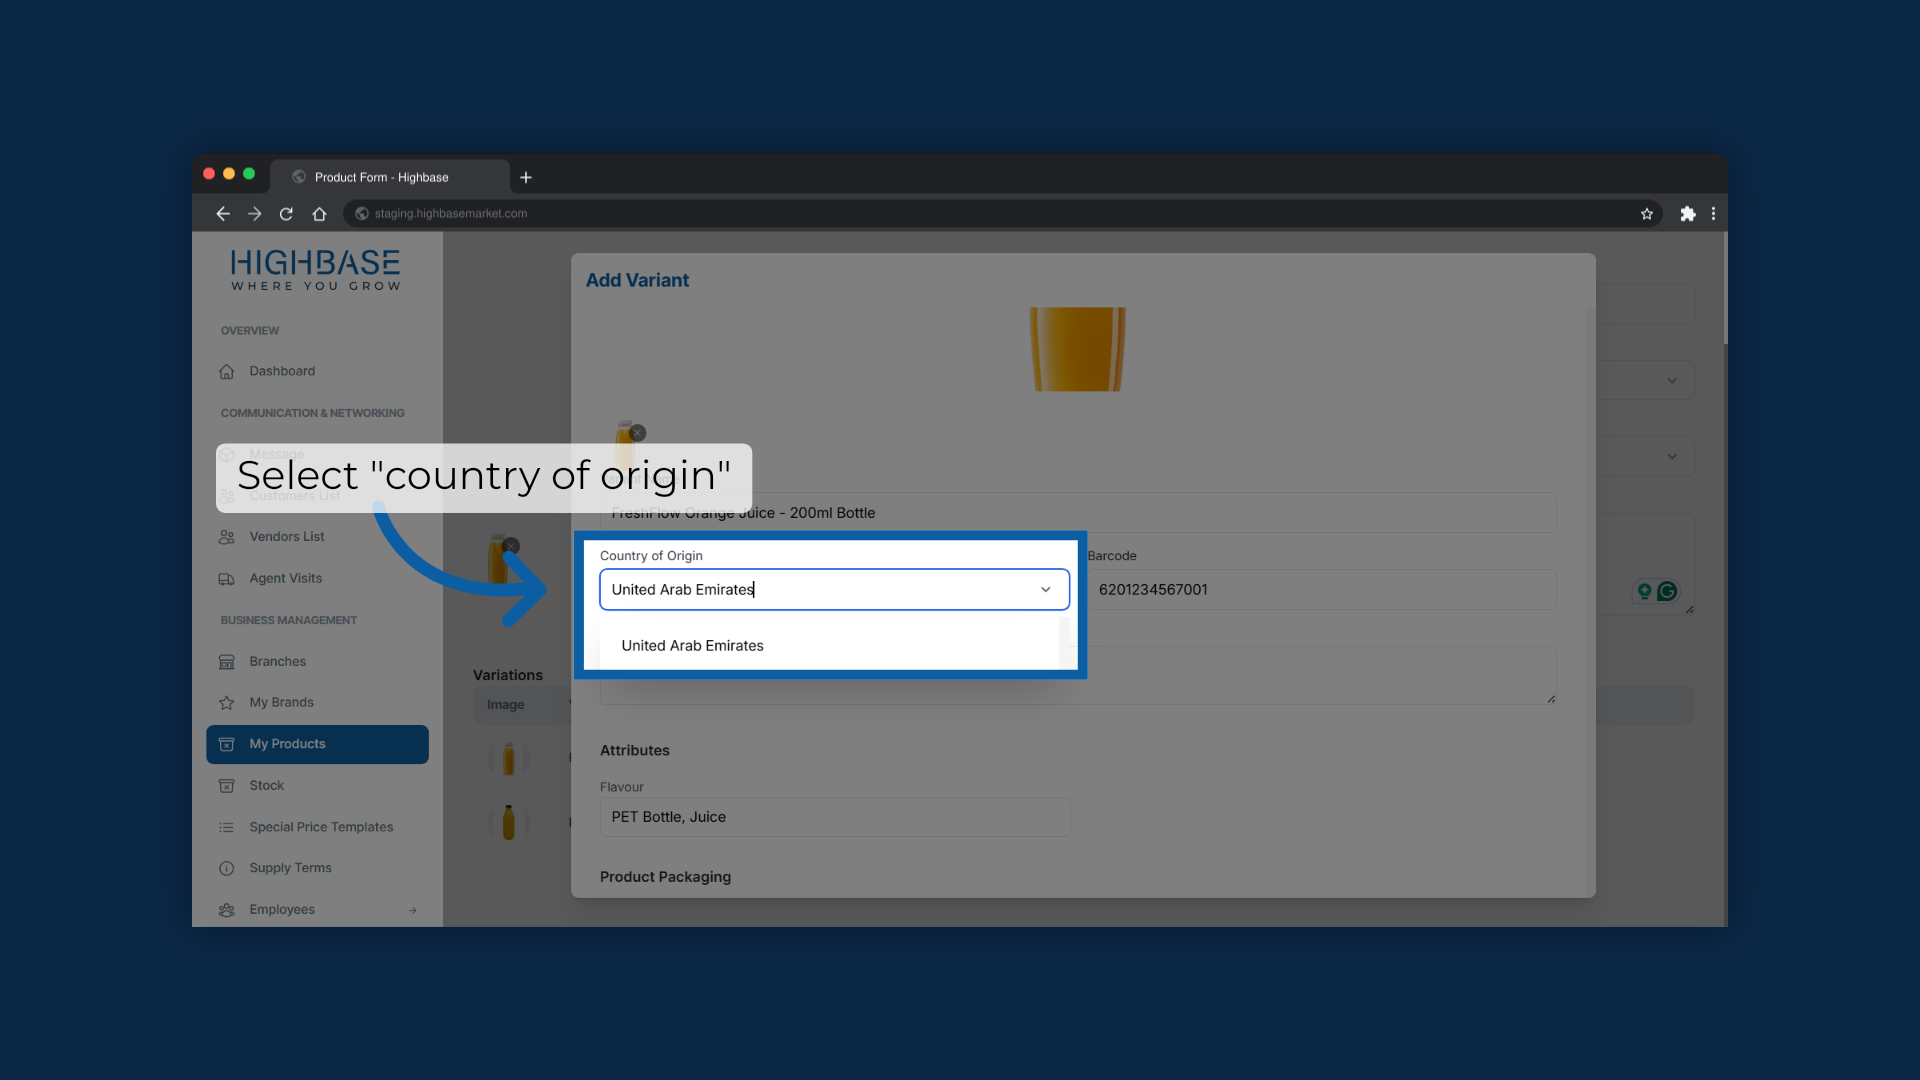 Product Form - Highbase
staging.highbasemarket.com
HIGHBASE
WHERE YOU GROW
OVERVIEW
Dashboard
COMMUNICATION & NETWORKING
Message
Customers List
Vendors List
Agent Visits
BUSINESS MANAGEMENT
Branches
My Brands
My Products
Stock
Special Price Templates
Supply Terms
Employees
Select "country of origin"
Variations
Image
Add Variant
FreshFlow Orange Juice - 200ml Bottle
Country of Origin
United Arab Emirates
United Arab Emirates
Barcode
6201234567001
Attributes
Flavour
PET Bottle, Juice
Product Packaging